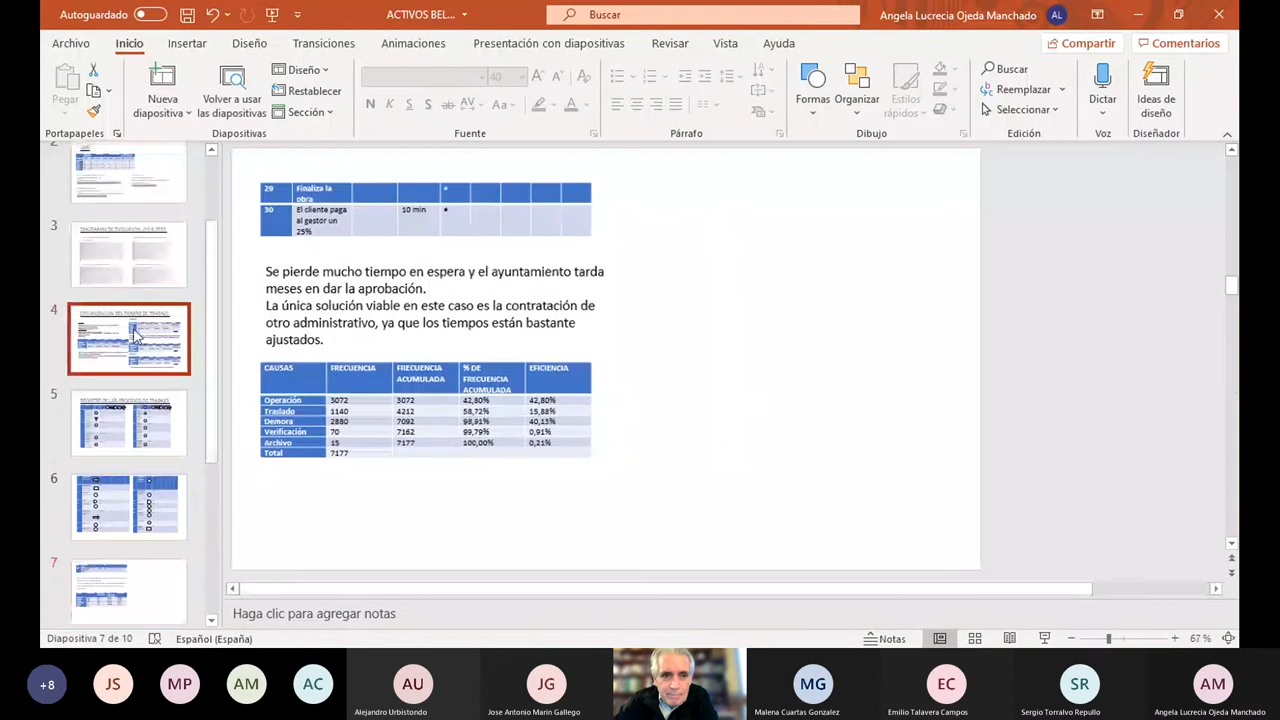 Autoguardado
ACTIVOS BEL...
Buscar
Angela Lucrecia Ojeda Manchado
AL
Archivo
Inicio
Insertar
Diseño
Transiciones
Animaciones
Presentación con diapositivas
Revisar
Vista
Ayuda
Compartir
Comentarios
Pegar
Nueva diapositiva
Volver a usar las diapositivas
Diseño
Restablecer
Sección
40
Formas
Organizar
Estilos rápidos
Buscar
Reemplazar
Seleccionar
Dictar
Ideas de diseño
Portapapeles
Diapositivas
Fuente
Párrafo
Dibujo
Edición
Voz
Diseñador
2
3
4
5
6
7
29 Finaliza la obra
30 El cliente paga al gestor un 25% 10 min
Se pierde mucho tiempo en espera y el ayuntamiento tarda
meses en dar la aprobación.
La única solución viable en este caso es la contratación de
otro administrativo, ya que los tiempos están bastante
ajustados.
CAUSAS FRECUENCIA FRECUENCIA ACUMULADA % DE FRECUENCIA ACUMULADA EFICIENCIA
Operación 3072 3072 42,80% 42,80%
Traslado 1140 4212 58,72% 15,88%
Demora 2880 7092 98,91% 40,13%
Verificación 70 7162 99,79% 0,91%
Archivo 15 7177 100,00% 0,21%
Total 7177
Haga clic para agregar notas
Diapositiva 7 de 10
Español (España)
Notas
67 %
+8
JS
MP
AM
AC
AU
Alejandro Urbistondo
JG
Jose Antonio Marin Gallego
MG
Malena Cuartas Gonzalez
EC
Emilio Talavera Campos
SR
Sergio Torralvo Repullo
AM
Angela Lucrecia Ojeda Manchado